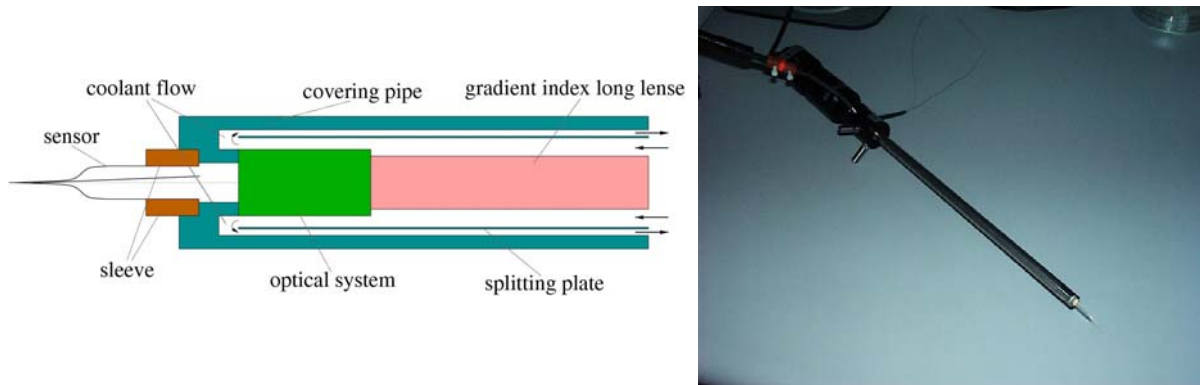 coolant flow
covering pipe
gradient index long lense
sensor
sleeve
optical system
splitting plate